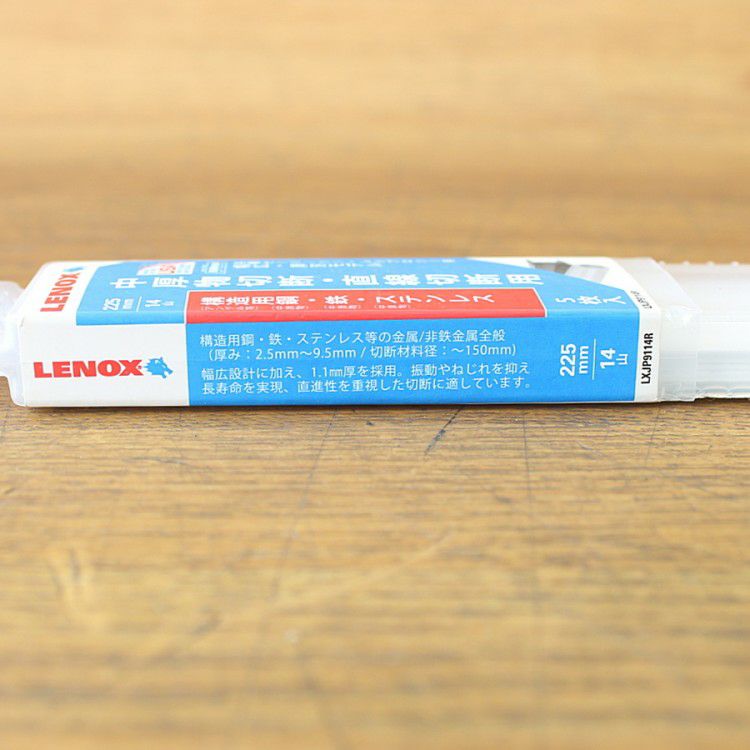 LENOX
225
mm
14
山
中厚物切断・直線切断用
構造用鋼・鉄・ステンレス
5枚入
LENOX
構造用鋼・鉄・ステンレス等の金属/非鉄金属全般
(厚み：2.5mm〜9.5mm / 切断材料径：〜150mm)
幅広設計に加え、1.1mm厚を採用。振動やねじれを抑え
長寿命を実現、直進性を重視した切断に適しています。
225
mm
14
山
LXJP9114R